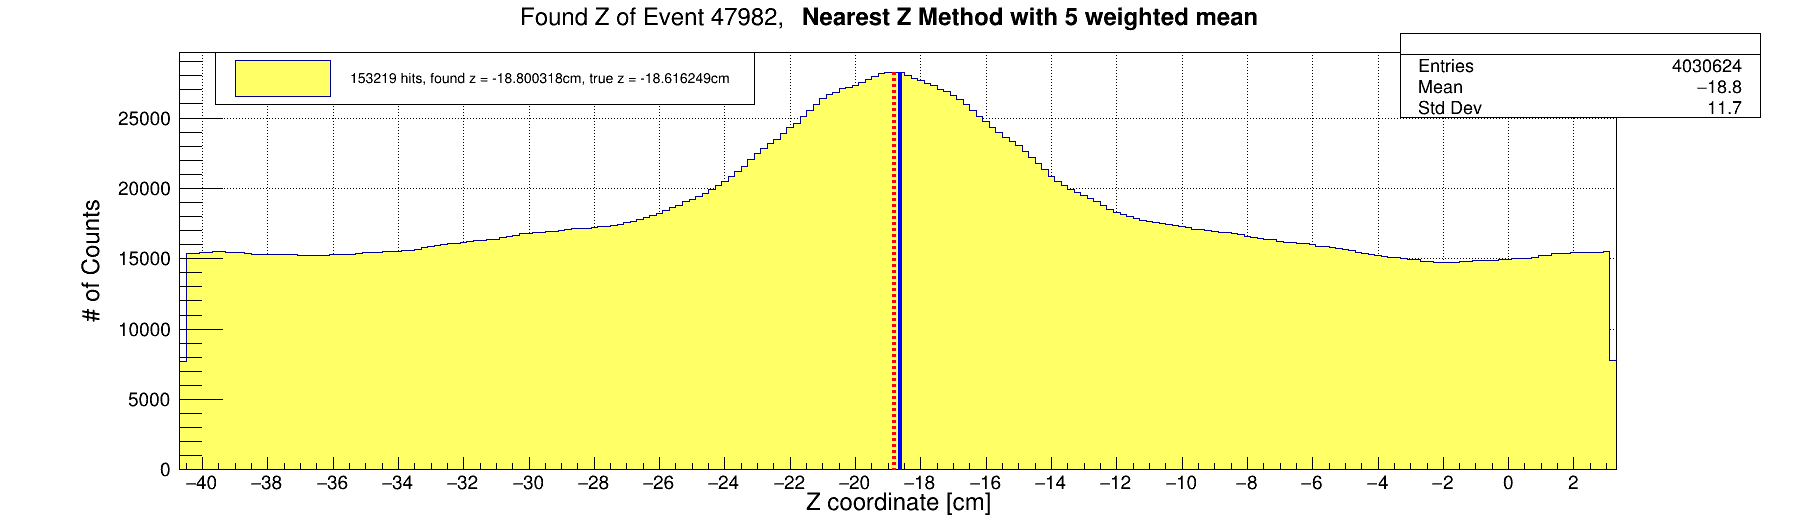 Found Z of Event 47982, Nearest Z Method with 5 weighted mean
153219 hits, found z = -18.800318cm, true z = -18.616249cm
Entries 4030624
Mean −18.8
Std Dev 11.7
# of Counts
25000
20000
15000
10000
5000
0
−40 −38 −36 −34 −32 −30 −28 −26 −24 −22 −20 −18 −16 −14 −12 −10 −8 −6 −4 −2 0 2
Z coordinate [cm]